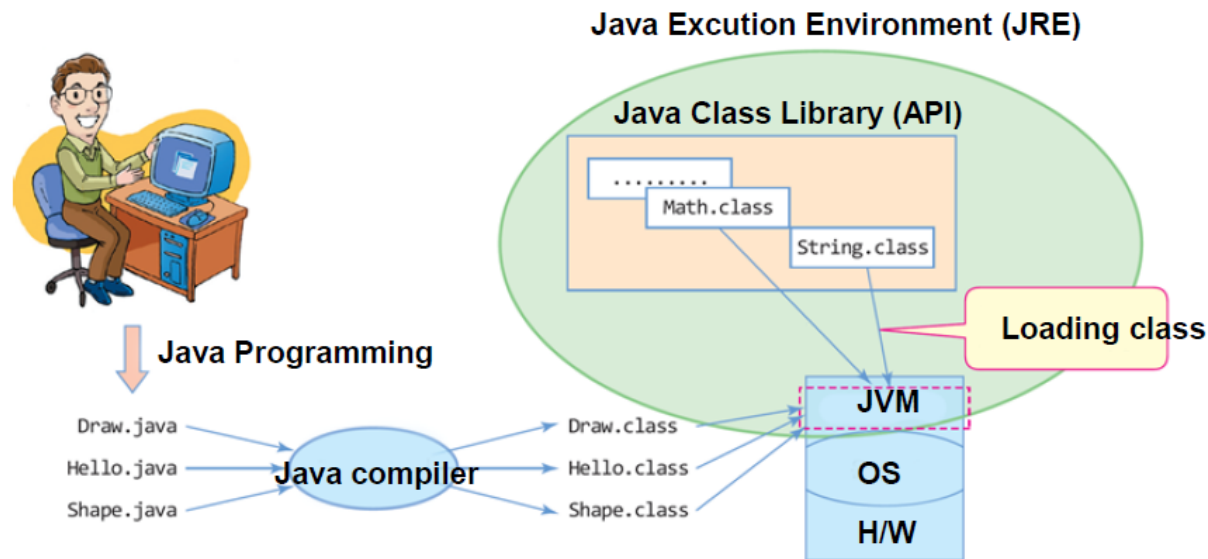 Java Excution Environment (JRE)
Java Class Library (API)
.........
Math.class
String.class
Loading class
Java Programming
JVM
Draw.java
Draw.class
Hello.java
Java compiler
Hello.class
OS
Shape.java
Shape.class
H/W